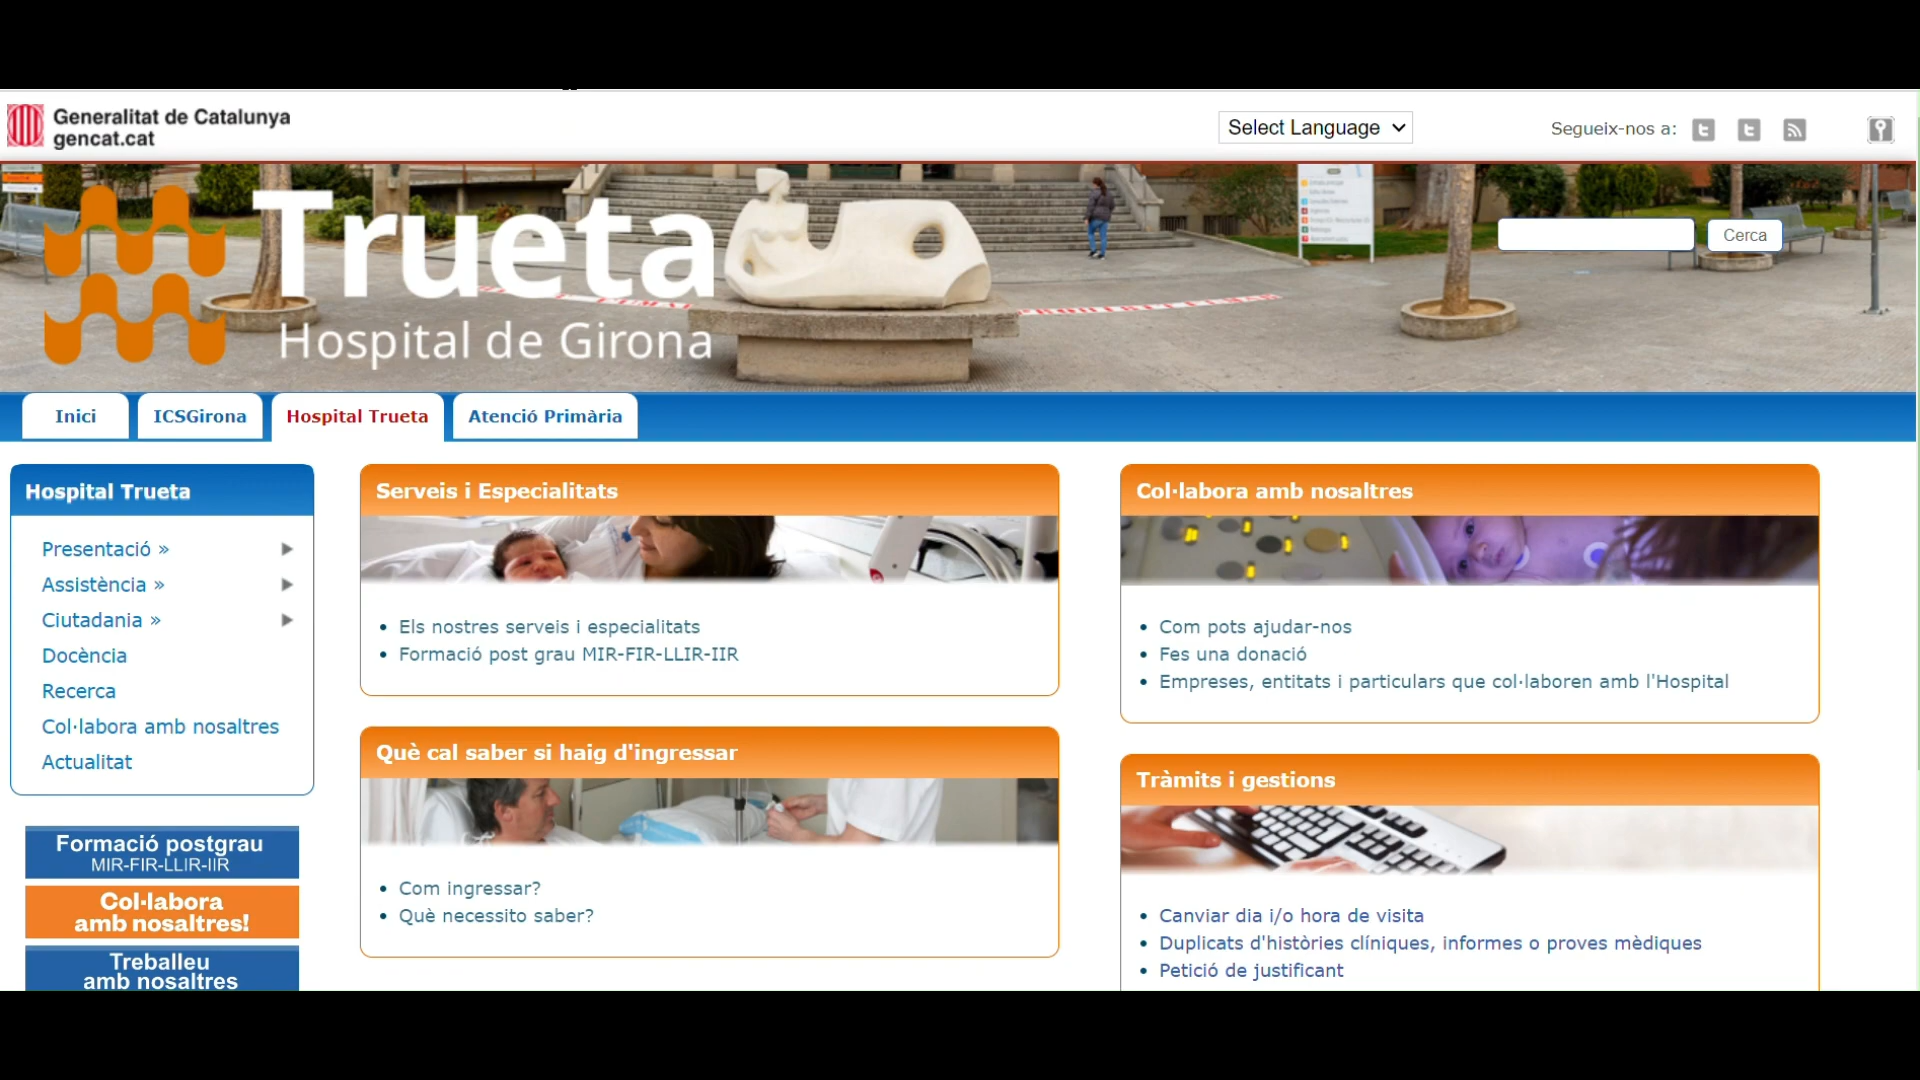 Generalitat de Catalunya
gencat.cat
Select Language
Segueix-nos a:
Trueta
Hospital de Girona
Cerca
Inici
ICSGirona
Hospital Trueta
Atenció Primària
Hospital Trueta
Presentació »
Assistència »
Ciutadania »
Docència
Recerca
Col·labora amb nosaltres
Actualitat
Formació postgrau
MIR-FIR-LLIR-IIR
Col·labora
amb nosaltres!
Treballeu
amb nosaltres
Serveis i Especialitats
• Els nostres serveis i especialitats
• Formació post grau MIR-FIR-LLIR-IIR
Què cal saber si haig d'ingressar
• Com ingressar?
• Què necessito saber?
Col·labora amb nosaltres
• Com pots ajudar-nos
• Fes una donació
• Empreses, entitats i particulars que col·laboren amb l'Hospital
Tràmits i gestions
• Canviar dia i/o hora de visita
• Duplicats d'històries clíniques, informes o proves mèdiques
• Petició de justificant